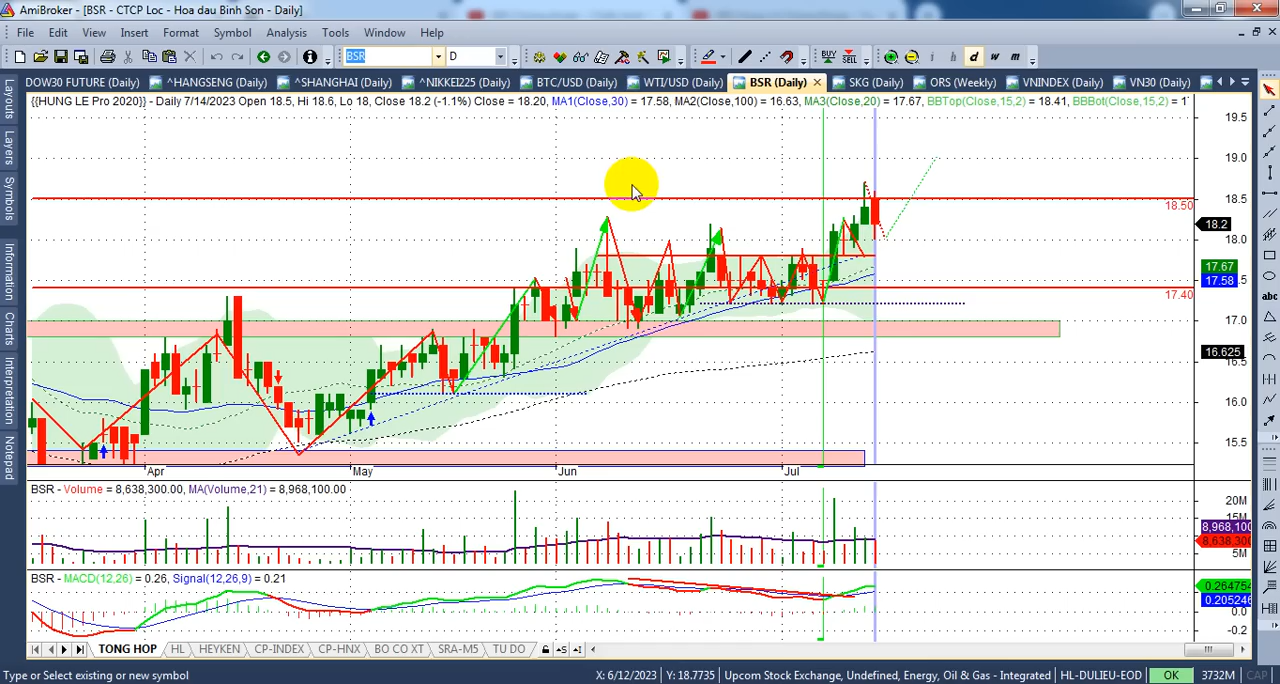 AmiBroker - [BSR - CTCP Loc - Hoa dau Binh Son - Daily]
File Edit View Insert Format Symbol Analysis Tools Window Help
BSR D BUY SELL i h d w m
DOW30 FUTURE (Daily) ^HANGSENG (Daily) ^SHANGHAI (Daily) ^NIKKEI225 (Daily) BTC/USD (Daily) WTI/USD (Daily) BSR (Daily) SKG (Daily) ORS (Weekly) VNINDEX (Daily) VN30 (Daily)
{{HUNG LE Pro 2020}} - Daily 7/14/2023 Open 18.5, Hi 18.6, Lo 18, Close 18.2 (-1.1%) Close = 18.20, MA1(Close,30) = 17.58, MA2(Close,100) = 16.63, MA3(Close,20) = 17.67, BBTop(Close,15,2) = 18.41, BBBot(Close,15,2) = 1
Layouts
Layers
Symbols
Information
Charts
Interpretation
Notepad
abc
19.5
19.0
18.5
18.50
18.2
18.0
17.67
17.58
17.40
17.0
16.625
16.5
16.0
15.5
Apr May Jun Jul
BSR - Volume = 8,638,300.00, MA(Volume,21) = 8,968,100.00
20M
15M
8,968,100
8,638,300
5M
BSR - MACD(12,26) = 0.26, Signal(12,26,9) = 0.21
0.264754
0.205246
0.0
-0.2
TONG HOP HL HEYKEN CP-INDEX CP-HNX BO CO XT SRA-M5 TU DO
Type or Select existing or new symbol X: 6/12/2023 Y: 18.7735 Upcom Stock Exchange, Undefined, Energy, Oil & Gas - Integrated HL-DULIEU-EOD OK 3732M CAP